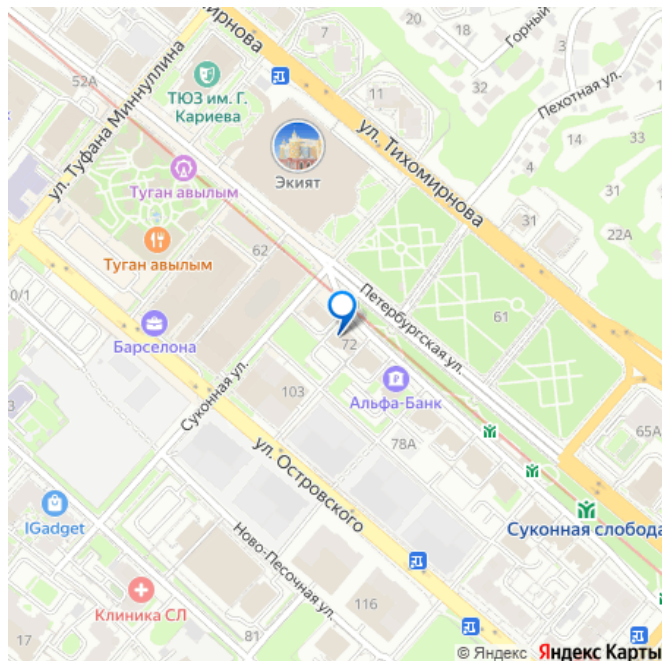 ул. Тихомирнова
7
20
18
Горный
52А
ТЮЗ им. Г.
Кариева
11
32
Пехотная ул.
ул. Туфана Миннуллина
ул. Тихомирнова
14
33
Экият
4
Туган авылым
31
22А
62
Туган авылым
0/1
Петербургская ул.
61
Барселона
72
103
Альфа-Банк
Суконная ул.
3
78А
65А
ул. Островского
IGadget
Суконная слобода
Ново-Песочная ул.
Клиника СЛ
116
17
81
© Яндекс Яндекс Карты